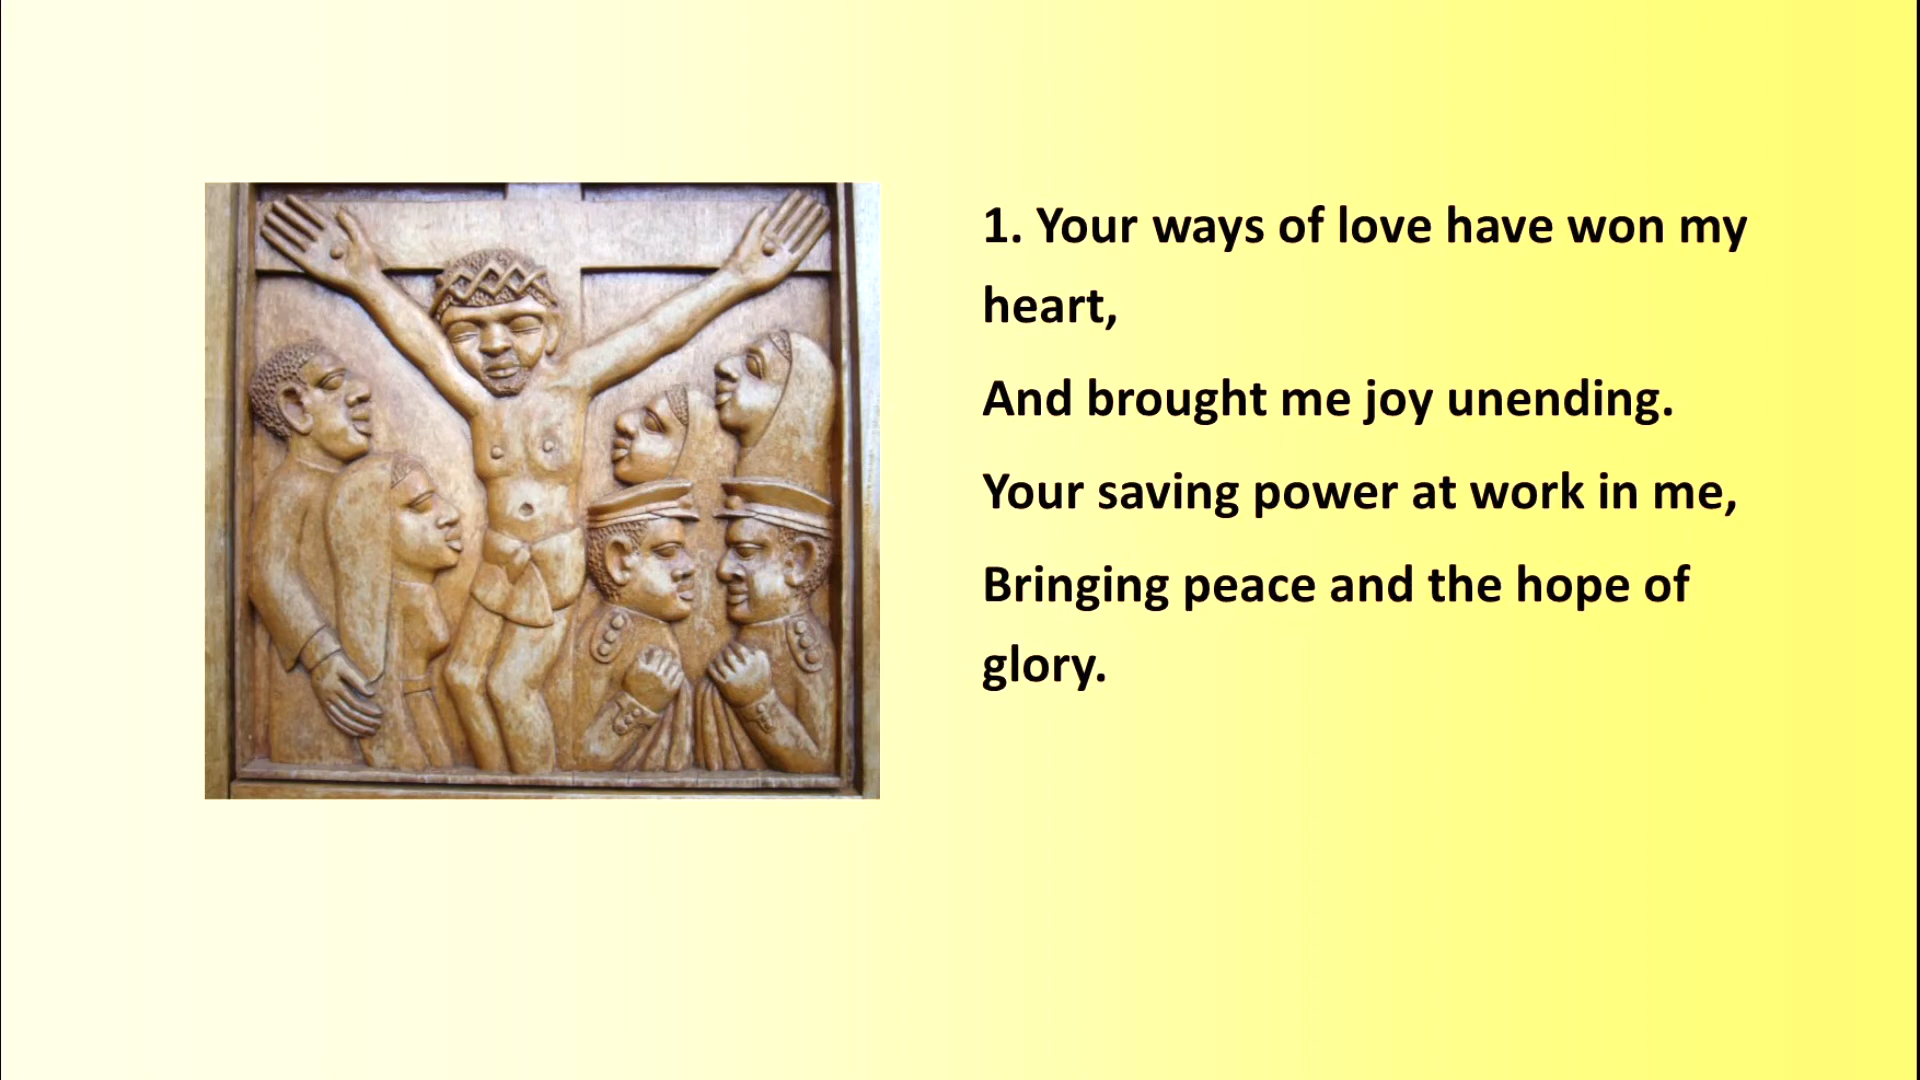 1. Your ways of love have won my
heart,
And brought me joy unending.
Your saving power at work in me,
Bringing peace and the hope of
glory.